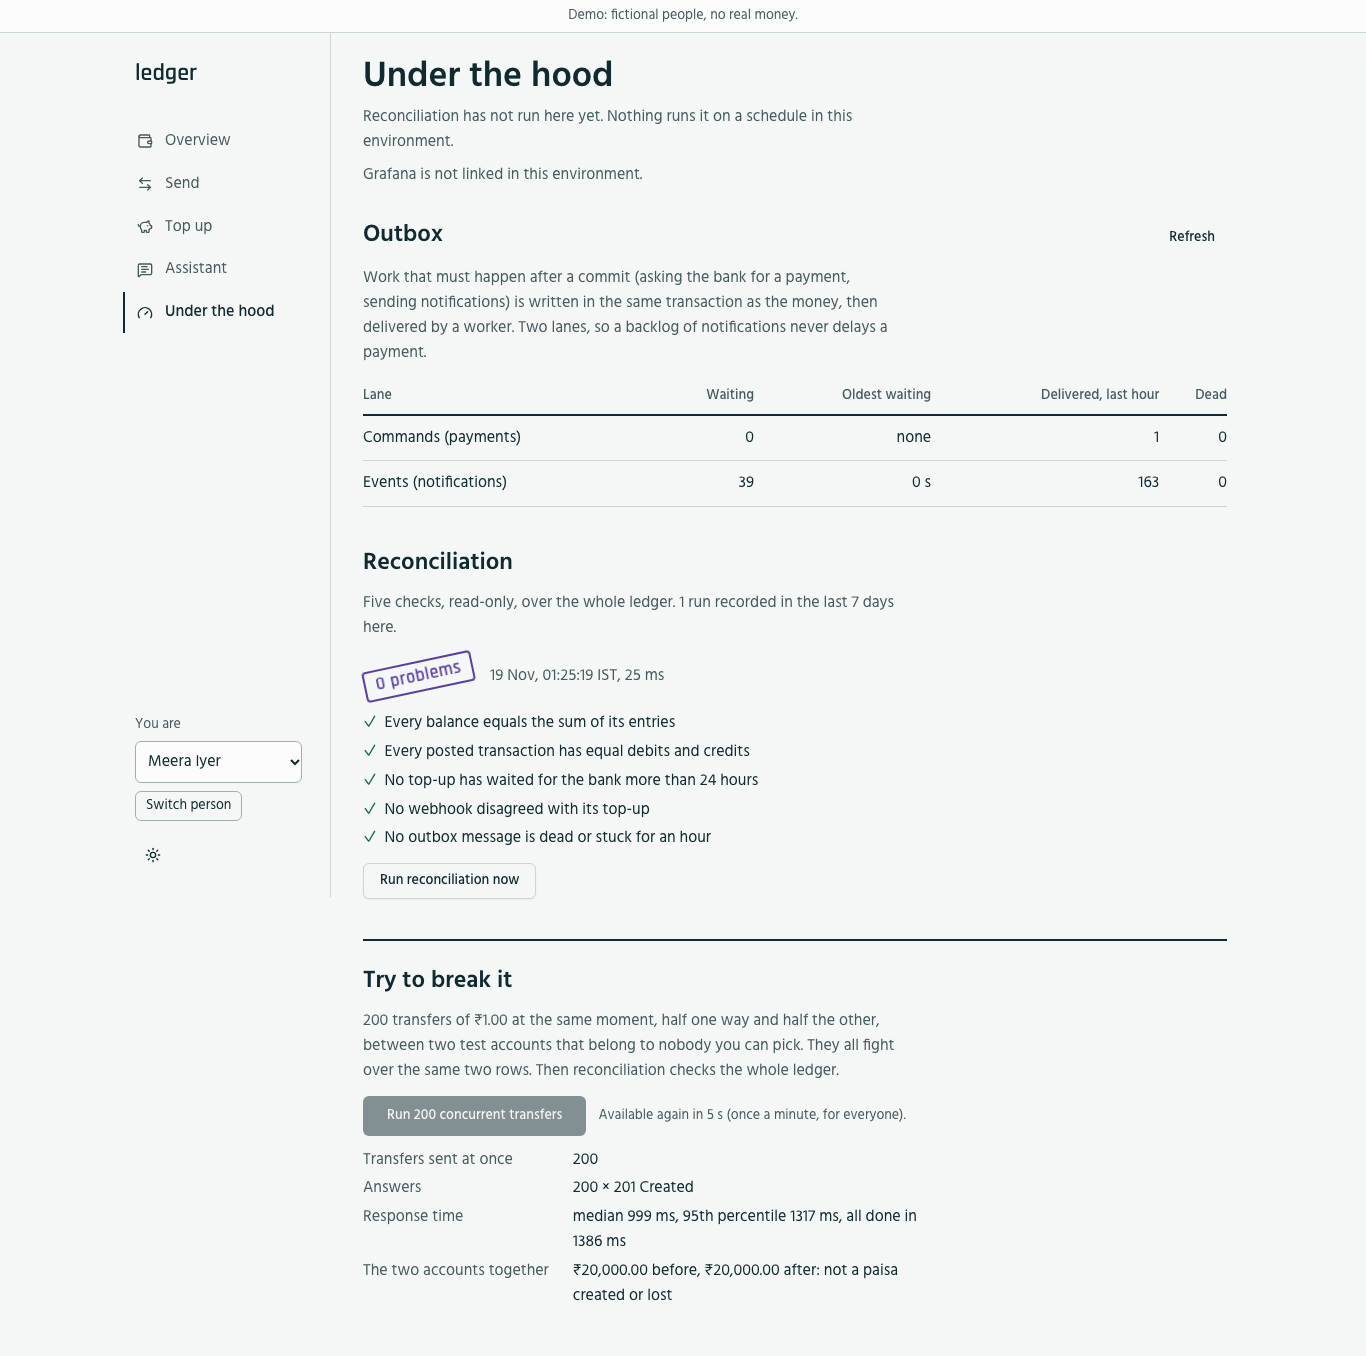 Demo: fictional people, no real money.
ledger
Overview
Send
Top up
Assistant
Under the hood
You are
Meera Iyer
Switch person
Under the hood
Reconciliation has not run here yet. Nothing runs it on a schedule in this
environment.
Grafana is not linked in this environment.
Outbox
Refresh
Work that must happen after a commit (asking the bank for a payment,
sending notifications) is written in the same transaction as the money, then
delivered by a worker. Two lanes, so a backlog of notifications never delays a
payment.
Lane Waiting Oldest waiting Delivered, last hour Dead
Commands (payments) 0 none 1 0
Events (notifications) 39 0 s 163 0
Reconciliation
Five checks, read-only, over the whole ledger. 1 run recorded in the last 7 days
here.
0 problems 19 Nov, 01:25:19 IST, 25 ms
✓ Every balance equals the sum of its entries
✓ Every posted transaction has equal debits and credits
✓ No top-up has waited for the bank more than 24 hours
✓ No webhook disagreed with its top-up
✓ No outbox message is dead or stuck for an hour
Run reconciliation now
Try to break it
200 transfers of ₹1.00 at the same moment, half one way and half the other,
between two test accounts that belong to nobody you can pick. They all fight
over the same two rows. Then reconciliation checks the whole ledger.
Run 200 concurrent transfers Available again in 5 s (once a minute, for everyone).
Transfers sent at once 200
Answers 200 × 201 Created
Response time median 999 ms, 95th percentile 1317 ms, all done in
1386 ms
The two accounts together ₹20,000.00 before, ₹20,000.00 after: not a paisa
created or lost